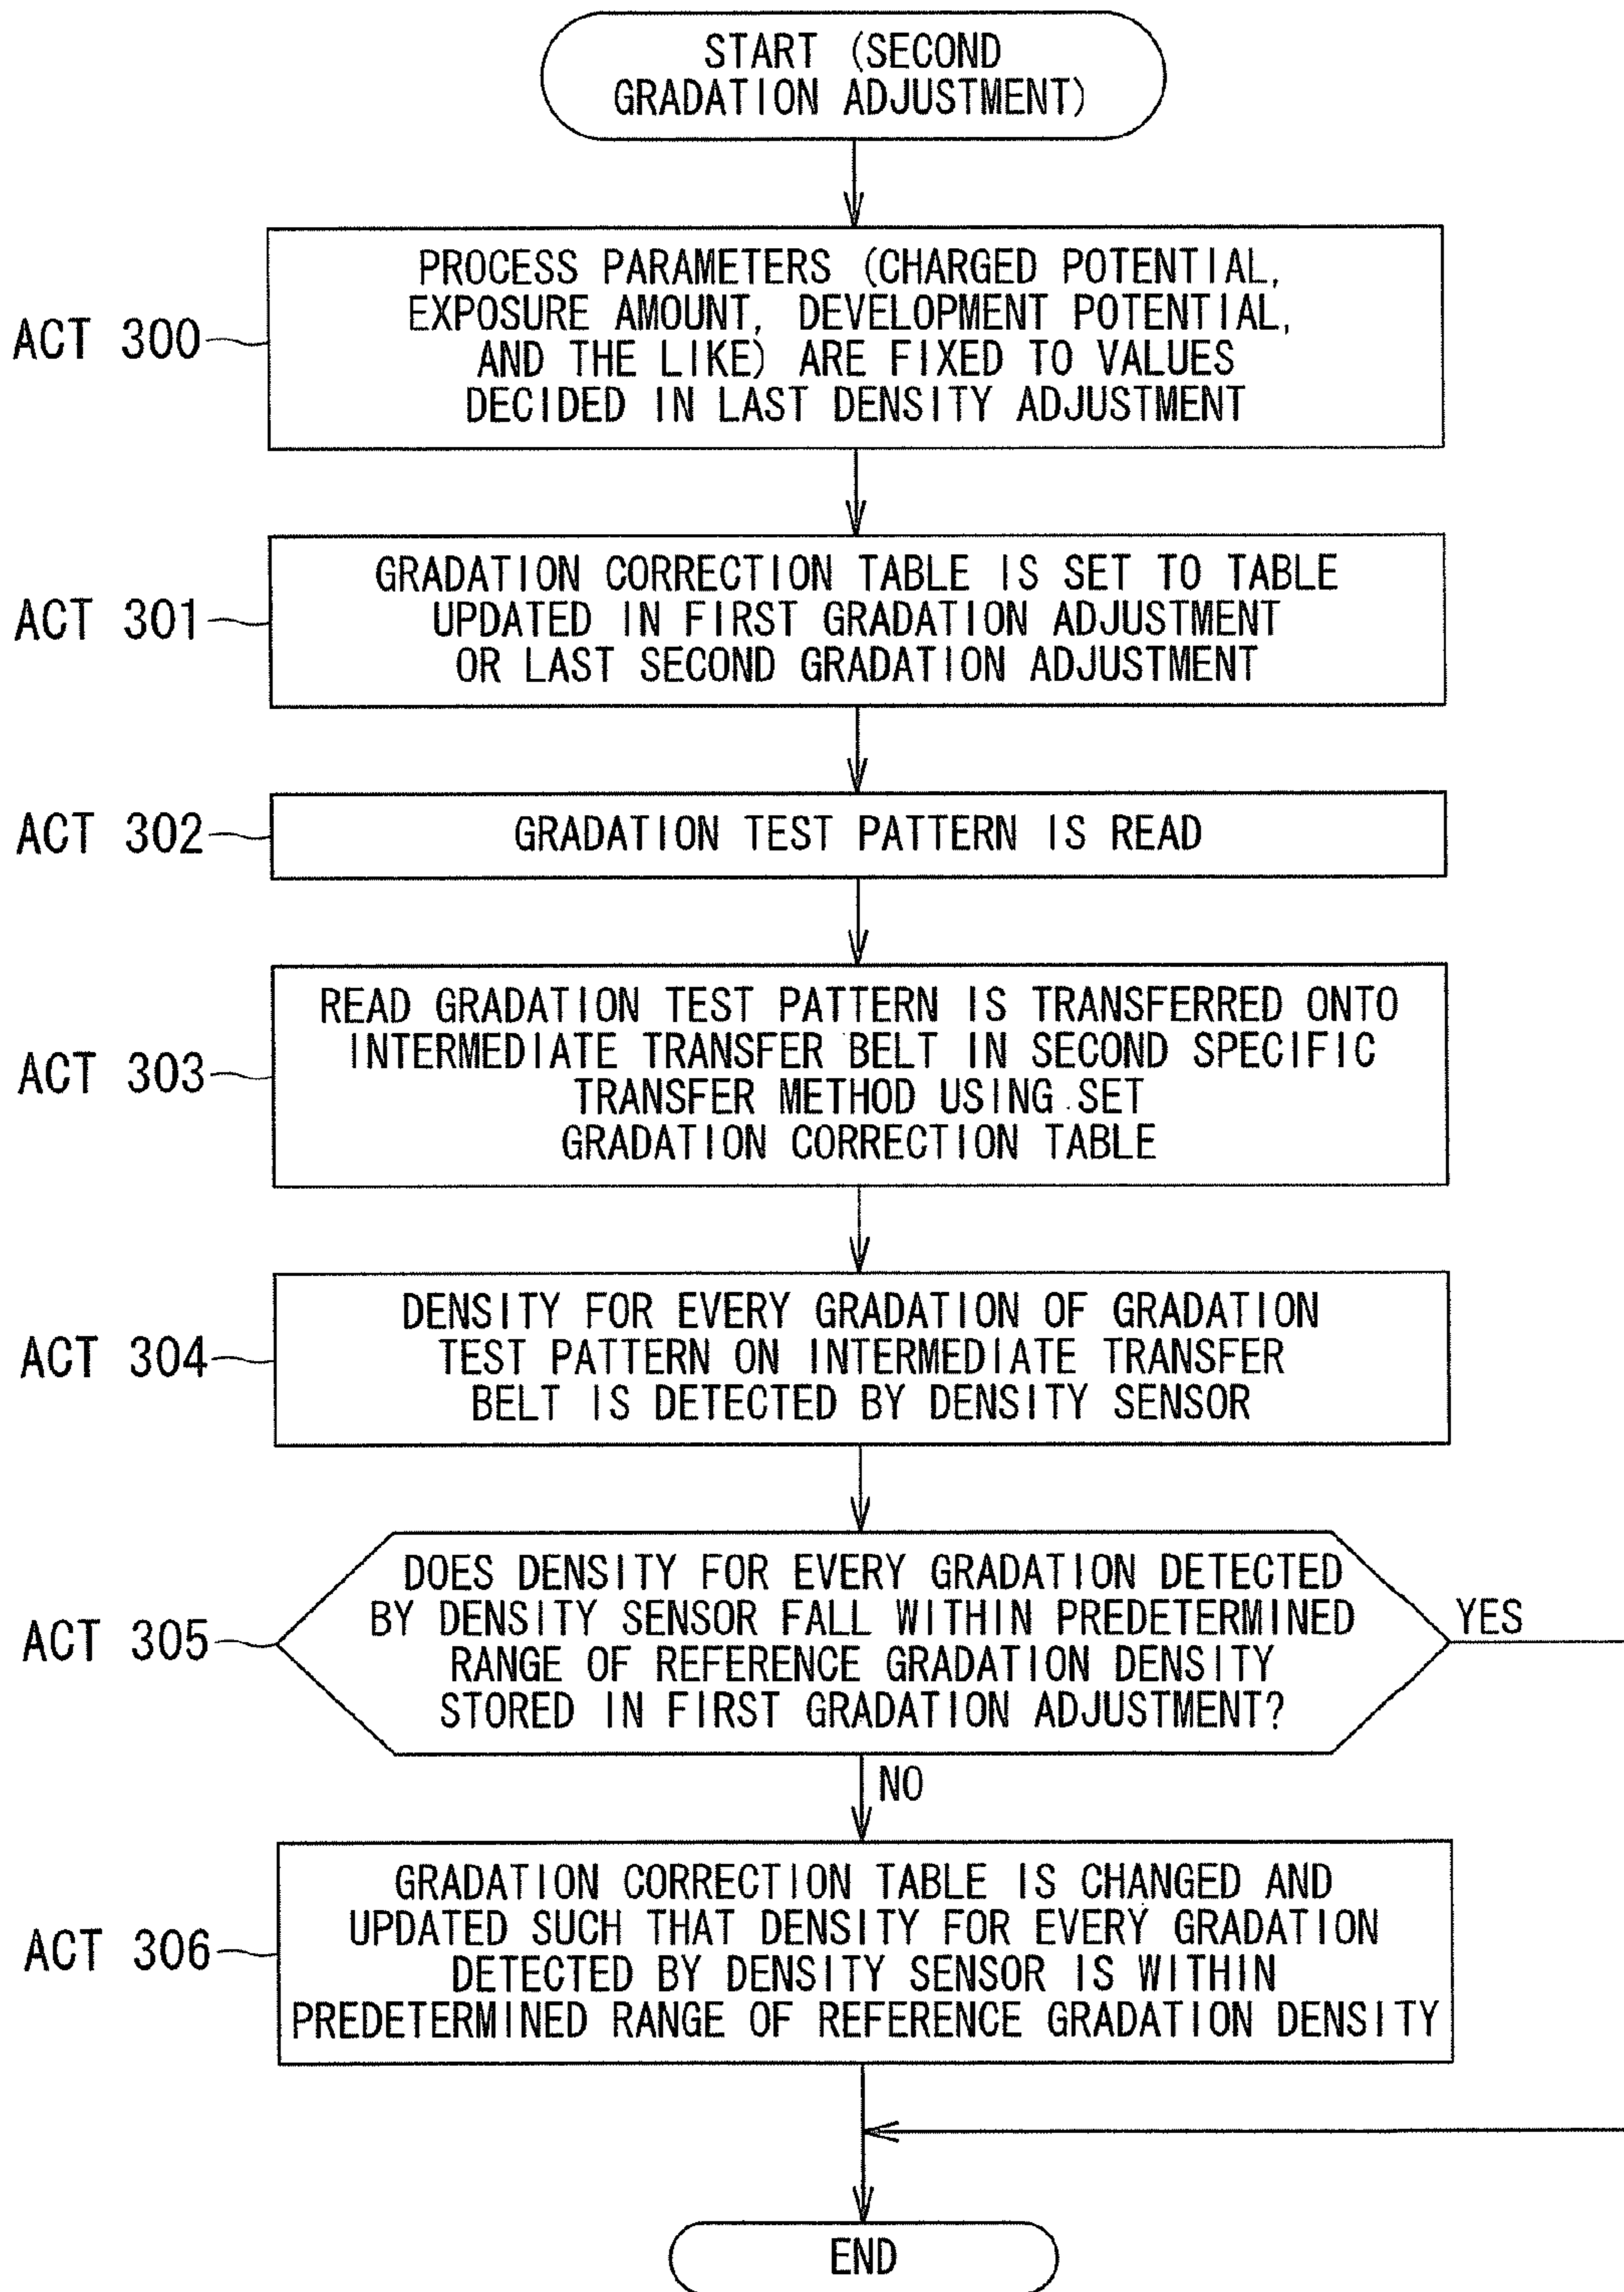 START (SECOND
GRADATION ADJUSTMENT)
ACT 300
PROCESS PARAMETERS (CHARGED POTENTIAL,
EXPOSURE AMOUNT, DEVELOPMENT POTENTIAL,
AND THE LIKE) ARE FIXED TO VALUES
DECIDED IN LAST DENSITY ADJUSTMENT
ACT 301
GRADATION CORRECTION TABLE IS SET TO TABLE
UPDATED IN FIRST GRADATION ADJUSTMENT
OR LAST SECOND GRADATION ADJUSTMENT
ACT 302
GRADATION TEST PATTERN IS READ
ACT 303
READ GRADATION TEST PATTERN IS TRANSFERRED ONTO
INTERMEDIATE TRANSFER BELT IN SECOND SPECIFIC
TRANSFER METHOD USING SET
GRADATION CORRECTION TABLE
ACT 304
DENSITY FOR EVERY GRADATION OF GRADATION
TEST PATTERN ON INTERMEDIATE TRANSFER
BELT IS DETECTED BY DENSITY SENSOR
ACT 305
DOES DENSITY FOR EVERY GRADATION DETECTED
BY DENSITY SENSOR FALL WITHIN PREDETERMINED
RANGE OF REFERENCE GRADATION DENSITY
STORED IN FIRST GRADATION ADJUSTMENT?
YES
NO
ACT 306
GRADATION CORRECTION TABLE IS CHANGED AND
UPDATED SUCH THAT DENSITY FOR EVERY GRADATION
DETECTED BY DENSITY SENSOR IS WITHIN
PREDETERMINED RANGE OF REFERENCE GRADATION DENSITY
END